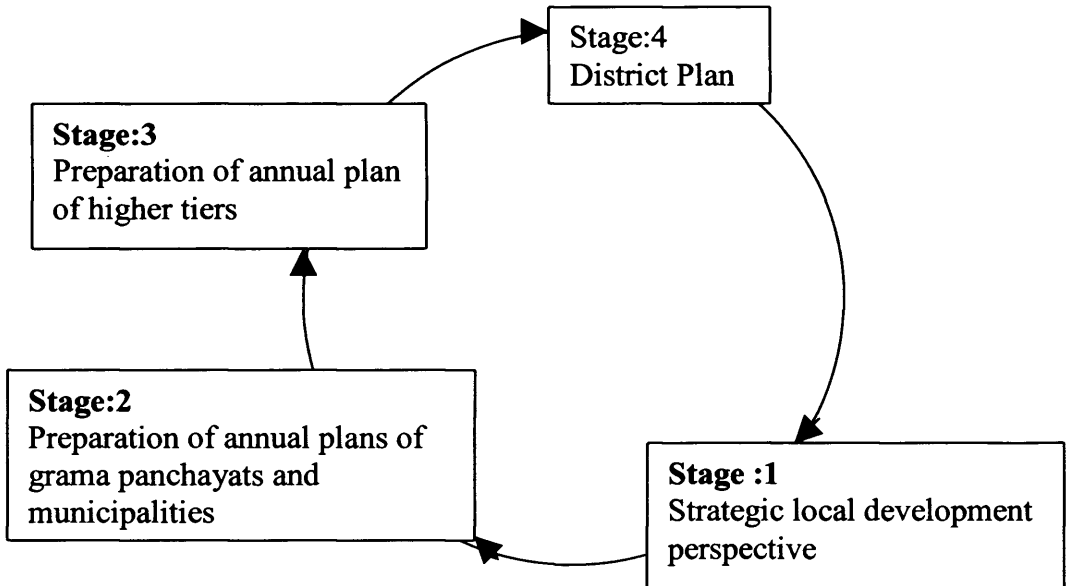 Stage:4
District Plan
Stage:3
Preparation of annual plan
of higher tiers
Stage:2
Preparation of annual plans of
grama panchayats and
municipalities
Stage :1
Strategic local development
perspective